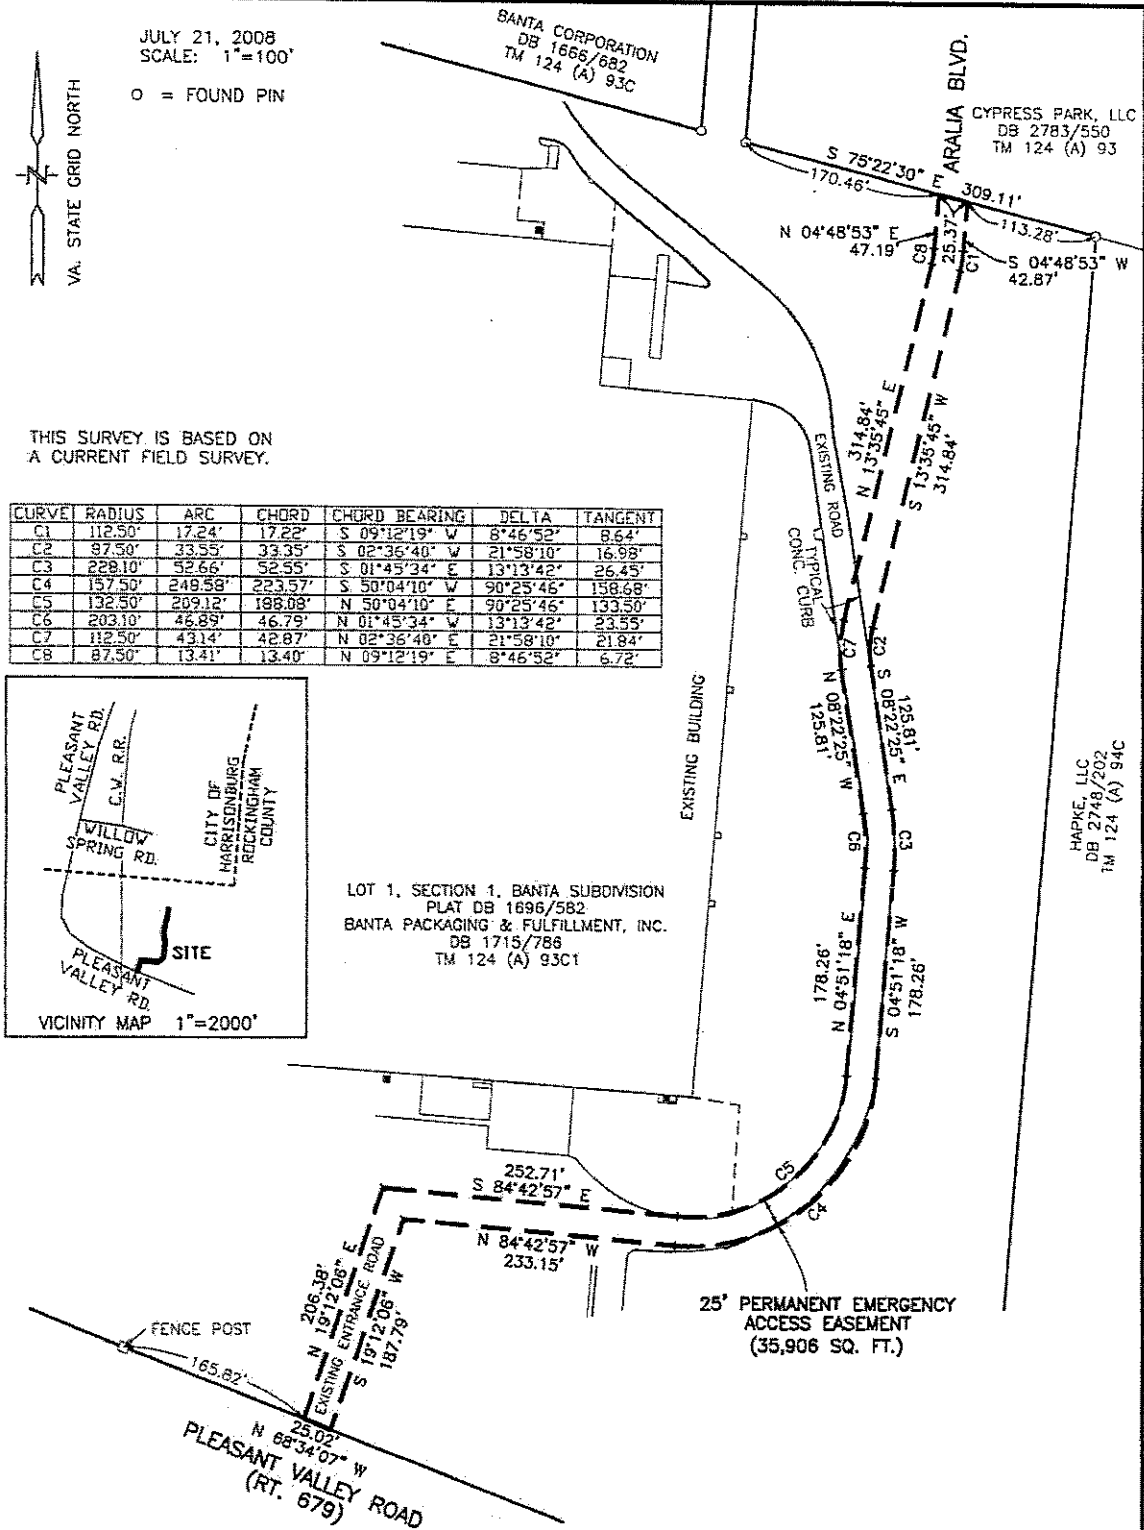 JULY 21, 2008
SCALE: 1"=100'
O = FOUND PIN
VA. STATE GRID NORTH
BANTA CORPORATION
DB 1666/682
TM 124 (A) 93C
ARALIA BLVD.
CYPRESS PARK, LLC
DB 2783/550
TM 124 (A) 93
S 75°22'30" E
309.11'
170.46'
25.37'
113.28'
N 04°48'53" E
47.19'
S 04°48'53" W
42.87'
C8
C1
314.84'
N 13°35'45" E
S 13°35'45" W
314.84'
THIS SURVEY IS BASED ON
A CURRENT FIELD SURVEY.
EXISTING ROAD
TYPICAL
CONC. CURB
CURVE RADIUS ARC CHORD CHORD BEARING DELTA TANGENT
C1 112.50' 17.24' 17.22' S 09°12'19" W 8°46'52" 8.64'
C2 87.50' 33.55' 33.35' S 02°36'40" W 21°58'10" 16.98'
C3 228.10' 52.66' 52.55' S 01°45'34" E 13°13'42" 26.45'
C4 157.50' 248.58' 223.57' S 50°04'10" W 90°25'46" 158.68'
C5 132.50' 209.12' 188.08' N 50°04'10" E 90°25'46" 133.50'
C6 203.10' 46.89' 46.79' N 01°45'34" W 13°13'42" 23.55'
C7 112.50' 43.14' 42.87' N 02°36'40" E 21°58'10" 21.84'
C8 87.50' 13.41' 13.40' N 09°12'19" E 8°46'52" 6.72'
C7
C2
N 08°22'25" W
125.81'
125.81'
S 08°22'25" E
EXISTING BUILDING
HAPKE, LLC
DB 2748/202
TM 124 (A) 94C
PLEASANT
VALLEY RD.
C.W. R.R.
WILLOW
SPRING RD.
CITY OF
HARRISONBURG
ROCKINGHAM
COUNTY
SITE
PLEASANT
VALLEY RD.
VICINITY MAP 1"=2000'
C6
C3
LOT 1, SECTION 1, BANTA SUBDIVISION
PLAT DB 1696/582
BANTA PACKAGING & FULFILLMENT, INC.
DB 1715/786
TM 124 (A) 93C1
178.26'
N 04°51'18" E
S 04°51'18" W
178.26'
C5
C4
252.71'
S 84°42'57" E
N 84°42'57" W
233.15'
206.38'
N 19°12'06" E
EXISTING ENTRANCE ROAD
S 19°12'06" W
187.79'
25' PERMANENT EMERGENCY
ACCESS EASEMENT
(35,906 SQ. FT.)
FENCE POST
165.82'
25.02'
N 68°34'07" W
PLEASANT VALLEY ROAD
(RT. 679)